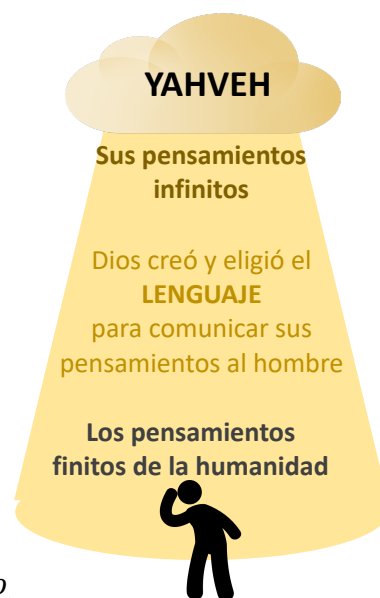 YAHVEH
Sus pensamientos
infinitos
Dios creó y eligió el
LENGUAJE
para comunicar sus
pensamientos al hombre
Los pensamientos
finitos de la humanidad